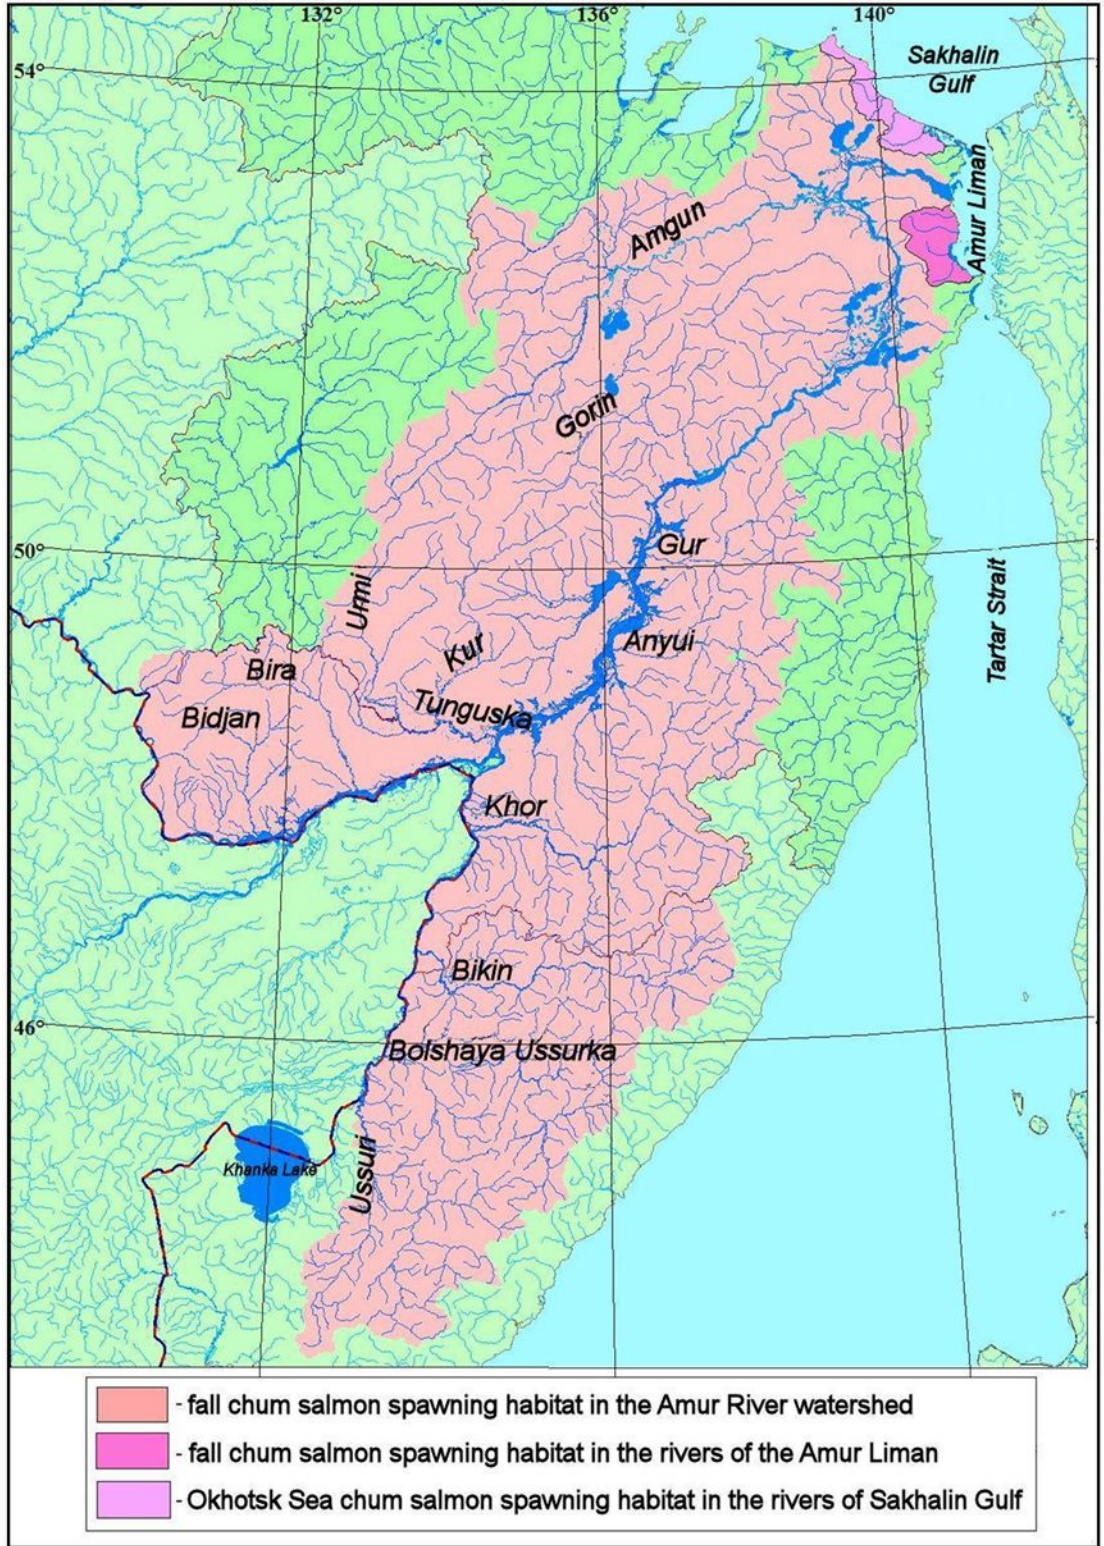 132°
136°
140°
54°
Sakhalin
Gulf
Amur Liman
Amgun
Gorin
50°
Gur
Urmi
Tartar Strait
Kur
Anyui
Bira
Bidjan
Tunguska
Khor
Bikin
46°
Bolshaya Ussurka
Khanka Lake
Ussuri
- fall chum salmon spawning habitat in the Amur River watershed
- fall chum salmon spawning habitat in the rivers of the Amur Liman
- Okhotsk Sea chum salmon spawning habitat in the rivers of Sakhalin Gulf